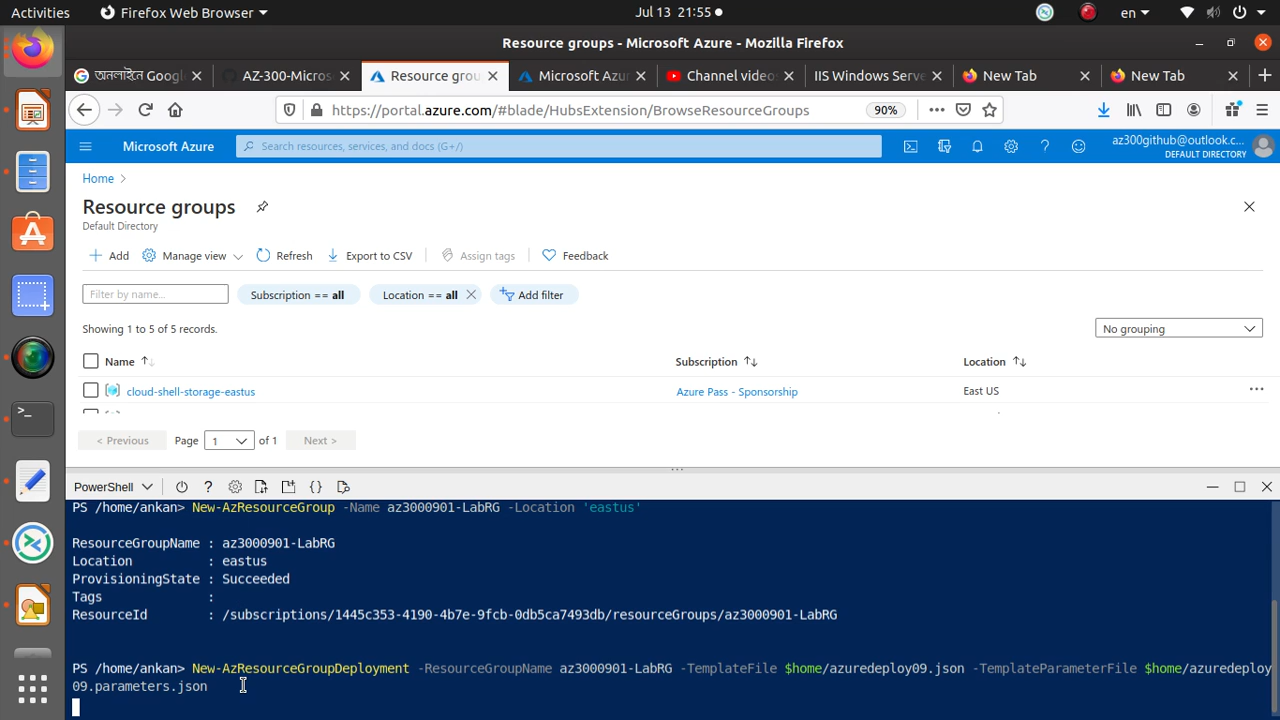 Activities Firefox Web Browser Jul 13 21:55 en
Resource groups - Microsoft Azure - Mozilla Firefox
অনলাইন Googl AZ-300-Micros Resource grou Microsoft Azu Channel video IIS Windows Serve New Tab New Tab
https://portal.azure.com/#blade/HubsExtension/BrowseResourceGroups 90%
Microsoft Azure Search resources, services, and docs (G+/) az300github@outlook.c... DEFAULT DIRECTORY
Home >
Resource groups
Default Directory
Add Manage view Refresh Export to CSV Assign tags Feedback
Filter by name... Subscription == all Location == all Add filter
Showing 1 to 5 of 5 records. No grouping
Name Subscription Location
cloud-shell-storage-eastus Azure Pass - Sponsorship East US
< Previous Page 1 of 1 Next >
PowerShell
PS /home/ankan> New-AzResourceGroup -Name az3000901-LabRG -Location 'eastus'
ResourceGroupName : az3000901-LabRG
Location : eastus
ProvisioningState : Succeeded
Tags :
ResourceId : /subscriptions/1445c353-4190-4b7e-9fcb-0db5ca7493db/resourceGroups/az3000901-LabRG
PS /home/ankan> New-AzResourceGroupDeployment -ResourceGroupName az3000901-LabRG -TemplateFile $home/azuredeploy09.json -TemplateParameterFile $home/azuredeploy
09.parameters.json